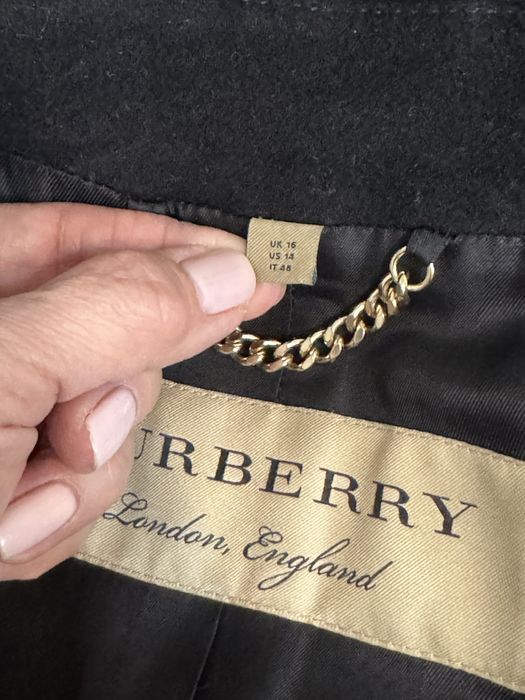 UK 16
US 14
IT 48
URBERRY
London, England